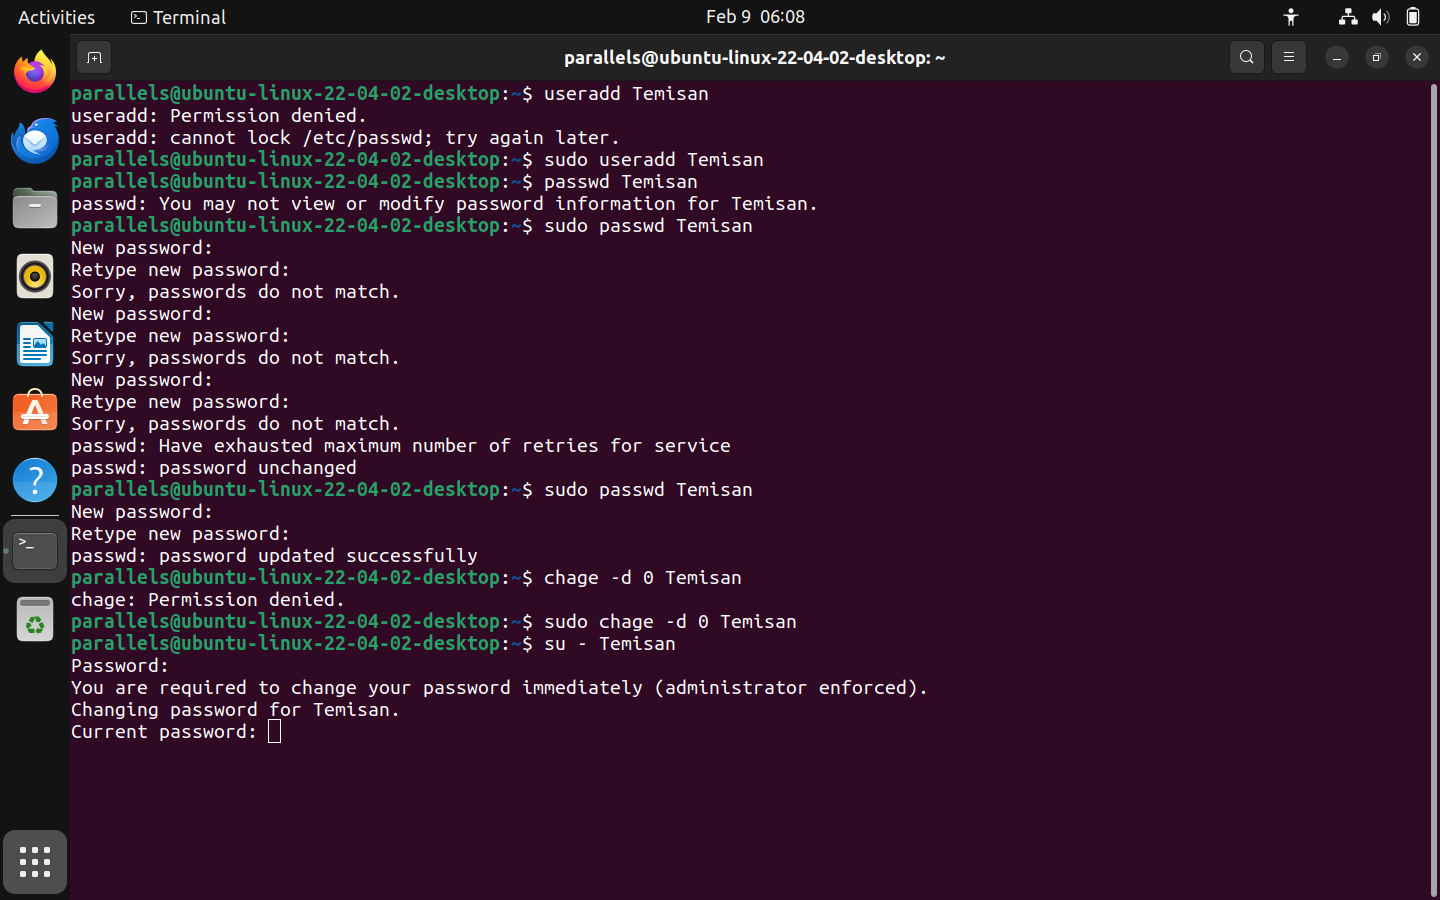 Activities
Terminal
Feb 9 06:08
parallels@ubuntu-linux-22-04-02-desktop: ~
parallels@ubuntu-linux-22-04-02-desktop:~$ useradd Temisan
useradd: Permission denied.
useradd: cannot lock /etc/passwd; try again later.
parallels@ubuntu-linux-22-04-02-desktop:~$ sudo useradd Temisan
parallels@ubuntu-linux-22-04-02-desktop:~$ passwd Temisan
passwd: You may not view or modify password information for Temisan.
parallels@ubuntu-linux-22-04-02-desktop:~$ sudo passwd Temisan
New password:
Retype new password:
Sorry, passwords do not match.
New password:
Retype new password:
Sorry, passwords do not match.
New password:
Retype new password:
Sorry, passwords do not match.
passwd: Have exhausted maximum number of retries for service
passwd: password unchanged
parallels@ubuntu-linux-22-04-02-desktop:~$ sudo passwd Temisan
New password:
Retype new password:
passwd: password updated successfully
parallels@ubuntu-linux-22-04-02-desktop:~$ chage -d 0 Temisan
chage: Permission denied.
parallels@ubuntu-linux-22-04-02-desktop:~$ sudo chage -d 0 Temisan
parallels@ubuntu-linux-22-04-02-desktop:~$ su - Temisan
Password:
You are required to change your password immediately (administrator enforced).
Changing password for Temisan.
Current password: